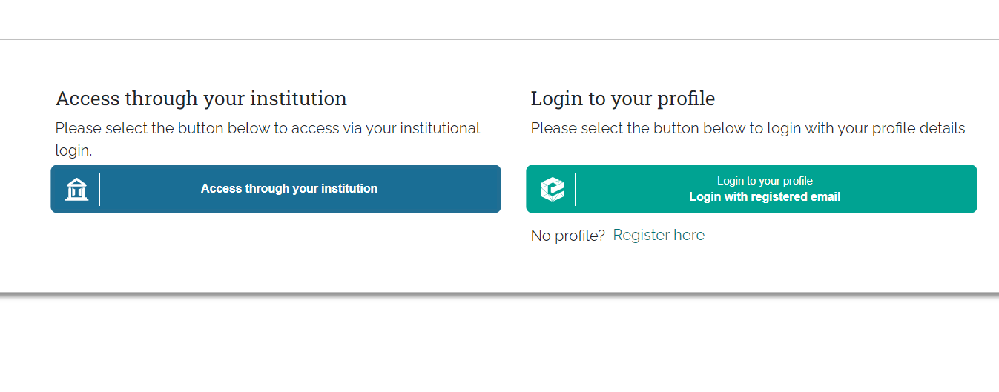 Access through your institution
Please select the button below to access via your institutional
login.
Access through your institution
Login to your profile
Please select the button below to login with your profile details
Login to your profile
Login with registered email
No profile? Register here